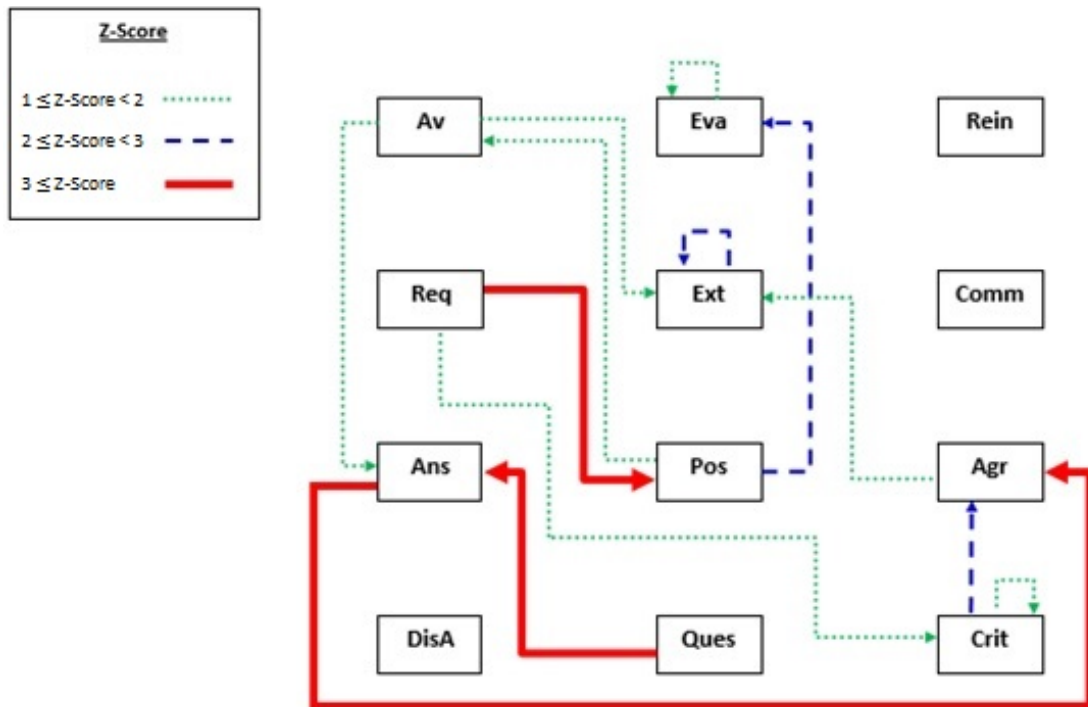 Z-Score
1 ≤ Z-Score < 2
2 ≤ Z-Score < 3
3 ≤ Z-Score
Av Eva Rein
Req Ext Comm
Ans Pos Agr
DisA Ques Crit